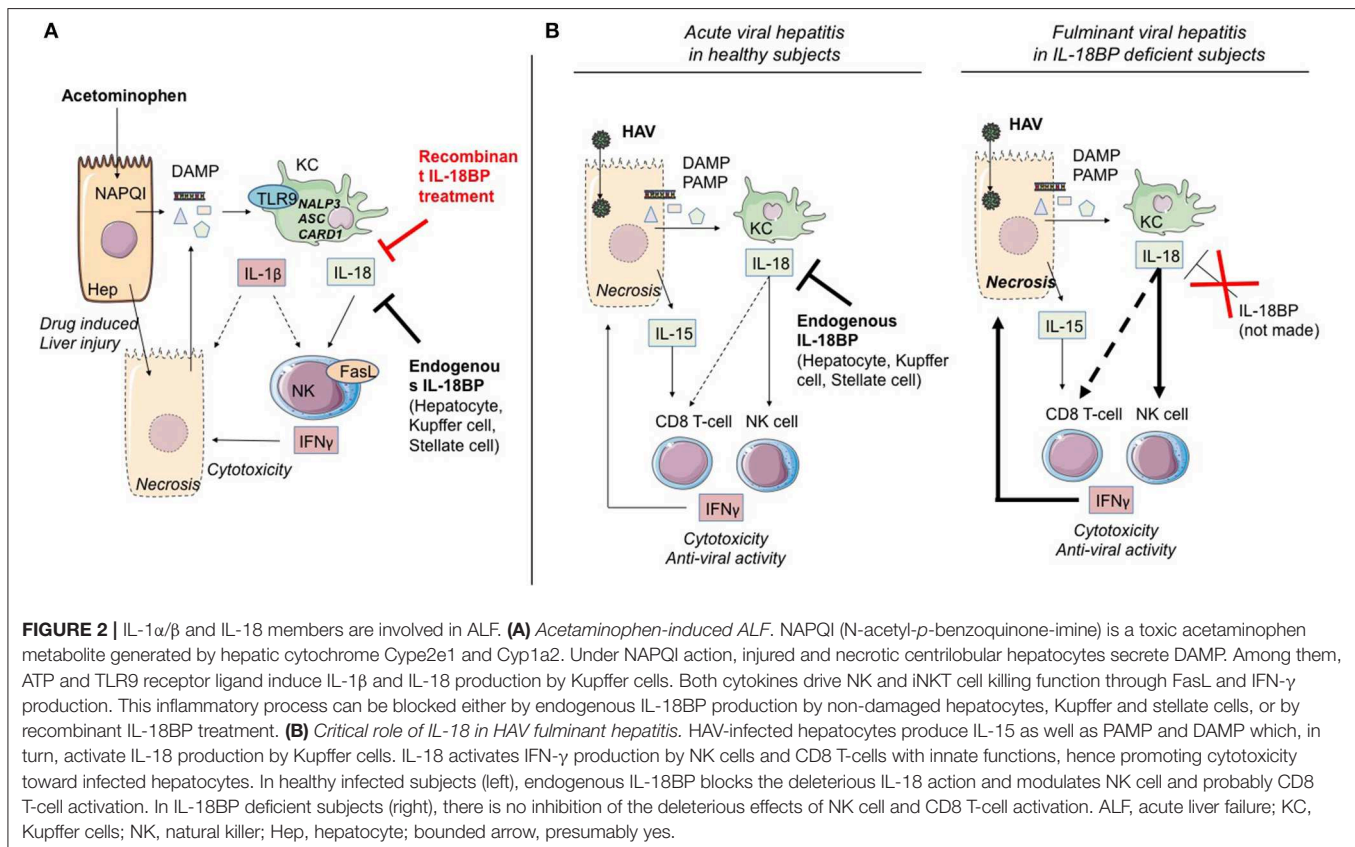 A
Acetominophen
NAPQI
Hep
DAMP
KC
TLR9
NALP3
ASC
CARD1
Recombinan
t IL-18BP
treatment
IL-1β
IL-18
Drug induced
Liver injury
NK
FasL
IFNγ
Endogenou
s IL-18BP
(Hepatocyte,
Kupffer cell,
Stellate cell)
Cytotoxicity
Necrosis
B
Acute viral hepatitis
in healthy subjects
HAV
DAMP
PAMP
KC
IL-18
Necrosis
IL-15
Endogenous
IL-18BP
(Hepatocyte, Kupffer
cell, Stellate cell)
CD8 T-cell
NK cell
IFNγ
Cytotoxicity
Anti-viral activity
Fulminant viral hepatitis
in IL-18BP deficient subjects
HAV
DAMP
PAMP
KC
IL-18
Necrosis
IL-15
IL-18BP
(not made)
CD8 T-cell
NK cell
IFNγ
Cytotoxicity
Anti-viral activity
FIGURE 2 | IL-1α/β and IL-18 members are involved in ALF. (A) Acetaminophen-induced ALF. NAPQI (N-acetyl-p-benzoquinone-imine) is a toxic acetaminophen
metabolite generated by hepatic cytochrome Cype2e1 and Cyp1a2. Under NAPQI action, injured and necrotic centrilobular hepatocytes secrete DAMP. Among them,
ATP and TLR9 receptor ligand induce IL-1β and IL-18 production by Kupffer cells. Both cytokines drive NK and iNKT cell killing function through FasL and IFN-γ
production. This inflammatory process can be blocked either by endogenous IL-18BP production by non-damaged hepatocytes, Kupffer and stellate cells, or by
recombinant IL-18BP treatment. (B) Critical role of IL-18 in HAV fulminant hepatitis. HAV-infected hepatocytes produce IL-15 as well as PAMP and DAMP which, in
turn, activate IL-18 production by Kupffer cells. IL-18 activates IFN-γ production by NK cells and CD8 T-cells with innate functions, hence promoting cytotoxicity
toward infected hepatocytes. In healthy infected subjects (left), endogenous IL-18BP blocks the deleterious IL-18 action and modulates NK cell and probably CD8
T-cell activation. In IL-18BP deficient subjects (right), there is no inhibition of the deleterious effects of NK cell and CD8 T-cell activation. ALF, acute liver failure; KC,
Kupffer cells; NK, natural killer; Hep, hepatocyte; bounded arrow, presumably yes.